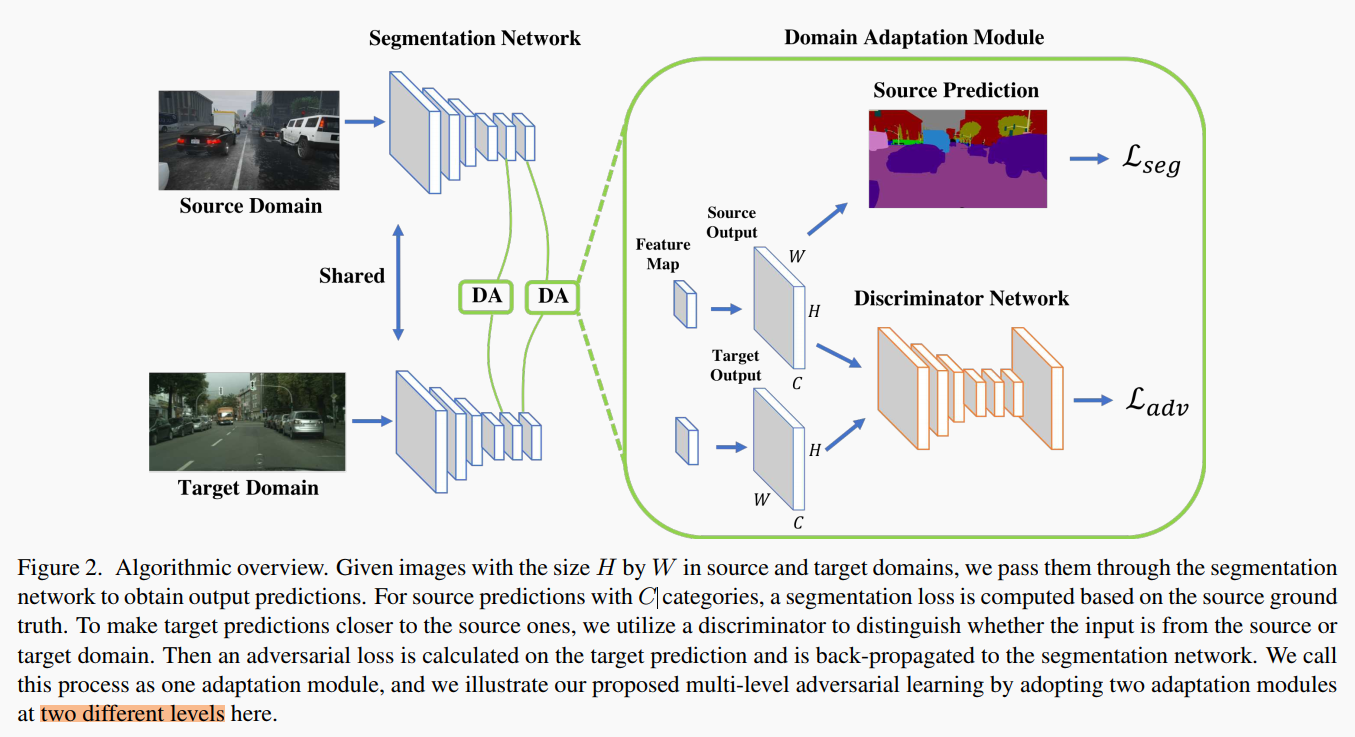 Segmentation Network
Domain Adaptation Module
Source Prediction
ℒseg
Source Domain
Source
Output
W
Feature
Map
Shared
H
DA
DA
Discriminator Network
Target
Output
C
ℒadv
H
Target Domain
W
C
Figure 2. Algorithmic overview. Given images with the size H by W in source and target domains, we pass them through the segmentation
network to obtain output predictions. For source predictions with C categories, a segmentation loss is computed based on the source ground
truth. To make target predictions closer to the source ones, we utilize a discriminator to distinguish whether the input is from the source or
target domain. Then an adversarial loss is calculated on the target prediction and is back-propagated to the segmentation network. We call
this process as one adaptation module, and we illustrate our proposed multi-level adversarial learning by adopting two adaptation modules
at two different levels here.